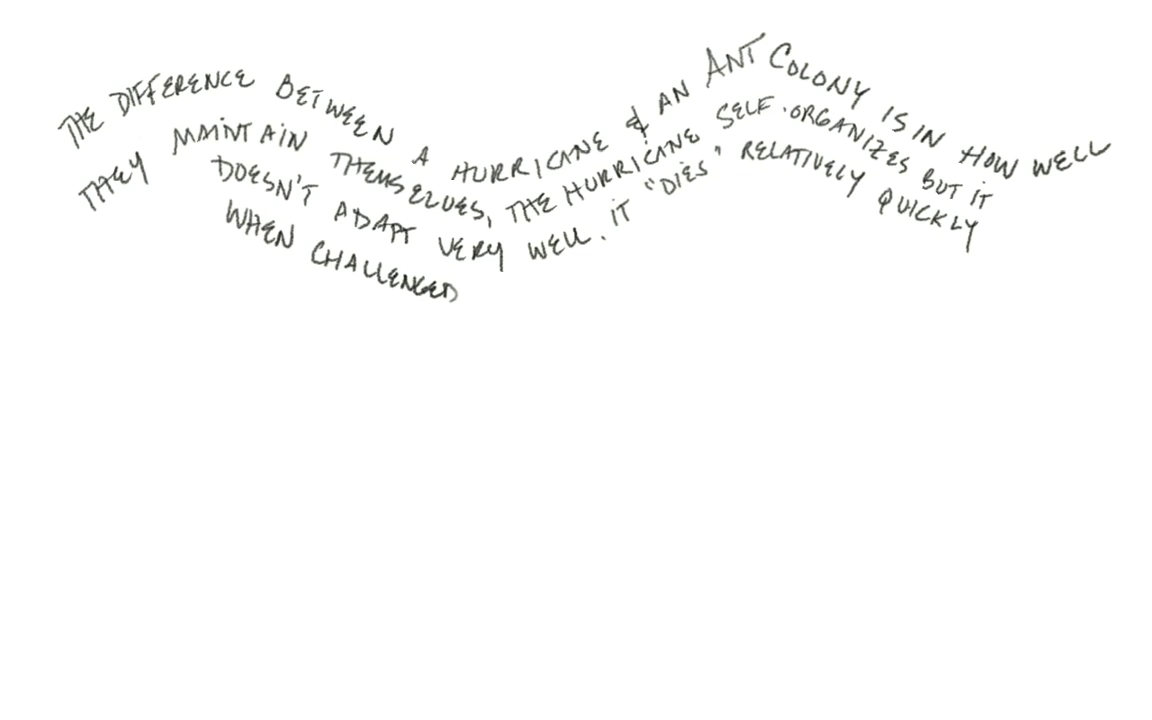 THE DIFFERENCE BETWEEN A HURRICANE & AN ANT COLONY IS IN HOW WELL
THEY MAINTAIN THEMSELVES, THE HURRICANE SELF-ORGANIZES BUT IT
DOESN'T ADAPT VERY WELL. IT "DIES" RELATIVELY QUICKLY
WHEN CHALLENGED